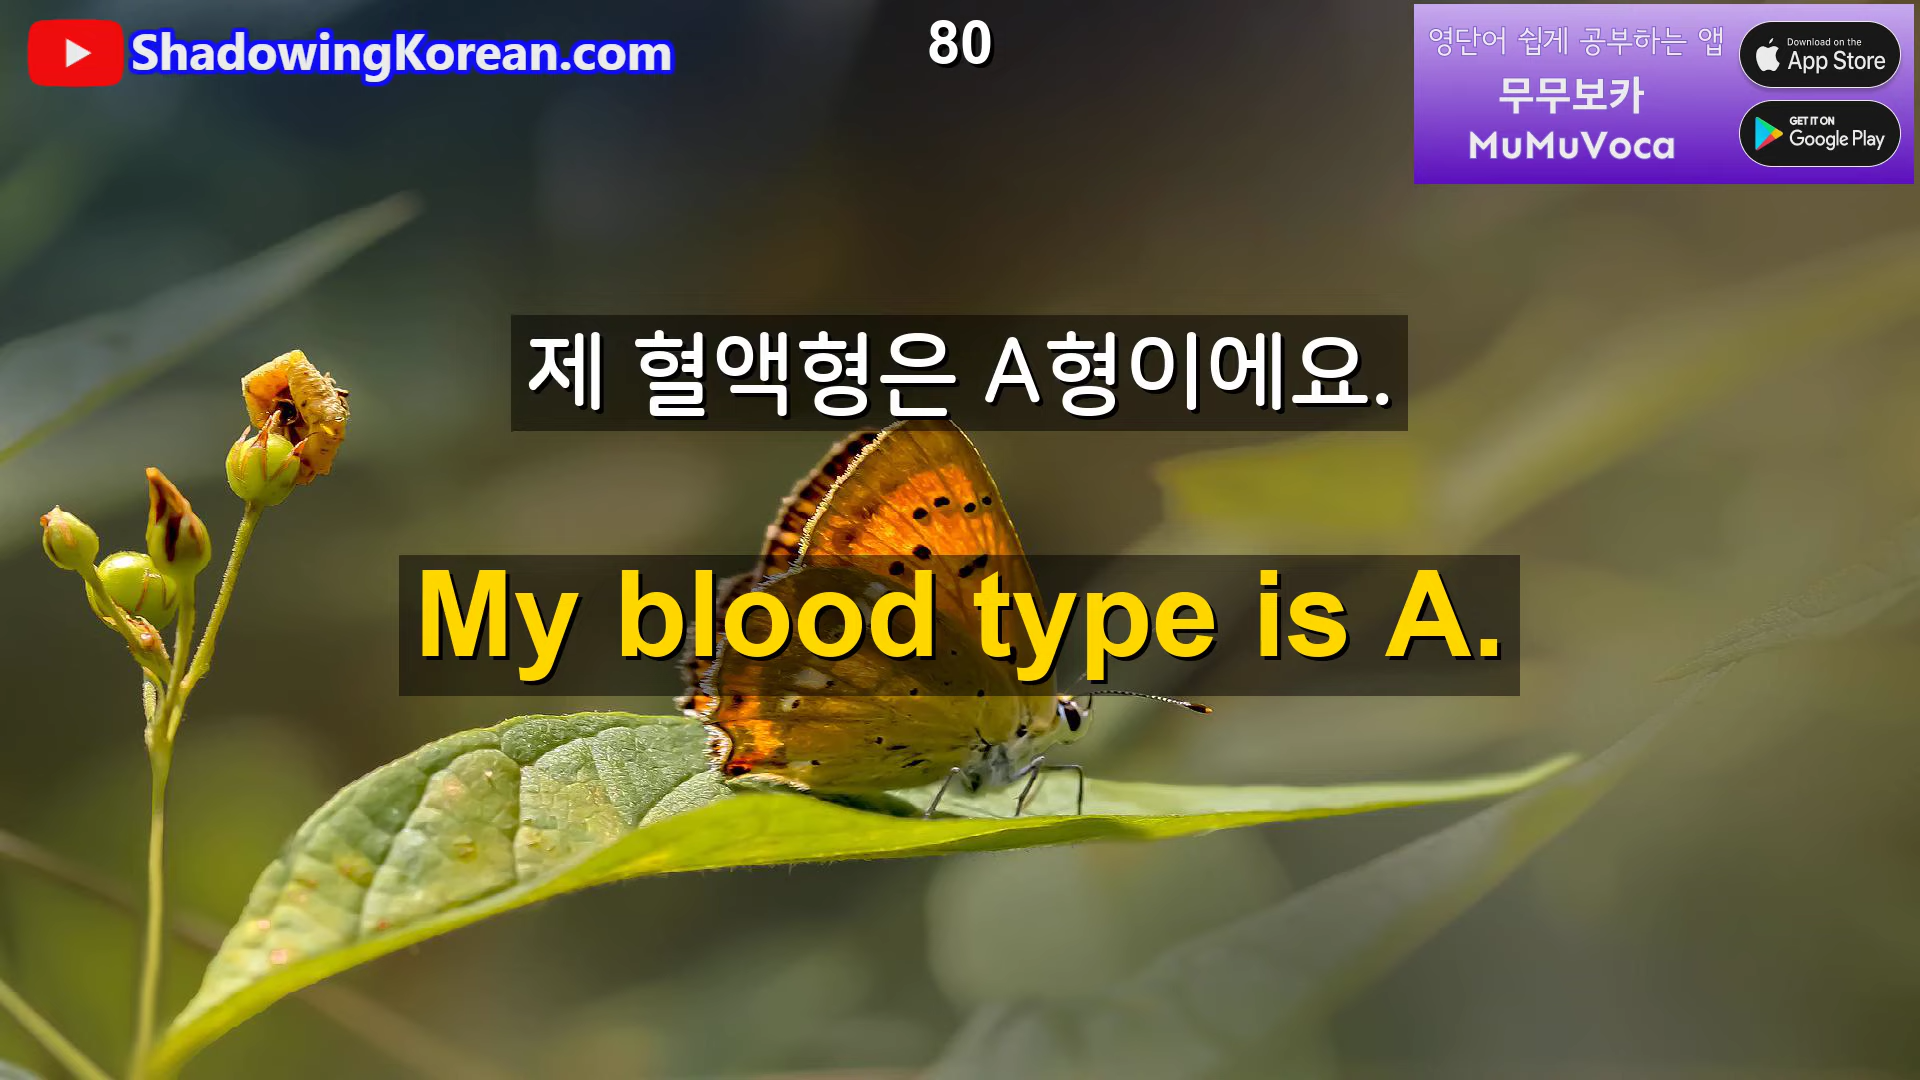 ShadowingKorean.com
80
영단어 쉽게 공부하는 앱
무무보카
MuMuVoca
Download on the
App Store
GET IT ON
Google Play
제 혈액형은 A형이에요.
My blood type is A.